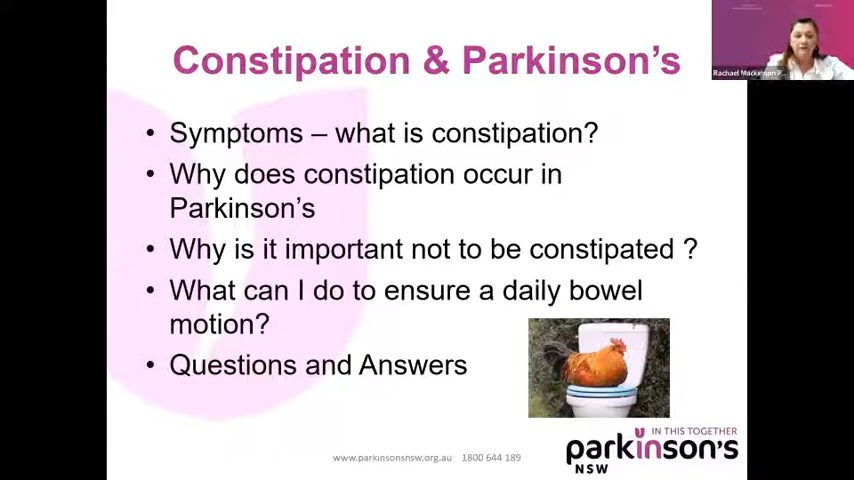 Constipation & Parkinson's
Rachael Mackinnon P...
• Symptoms – what is constipation?
• Why does constipation occur in
Parkinson's
• Why is it important not to be constipated ?
• What can I do to ensure a daily bowel
motion?
• Questions and Answers
www.parkinsonsnsw.org.au 1800 644 189
IN THIS TOGETHER
parkinson's
NSW